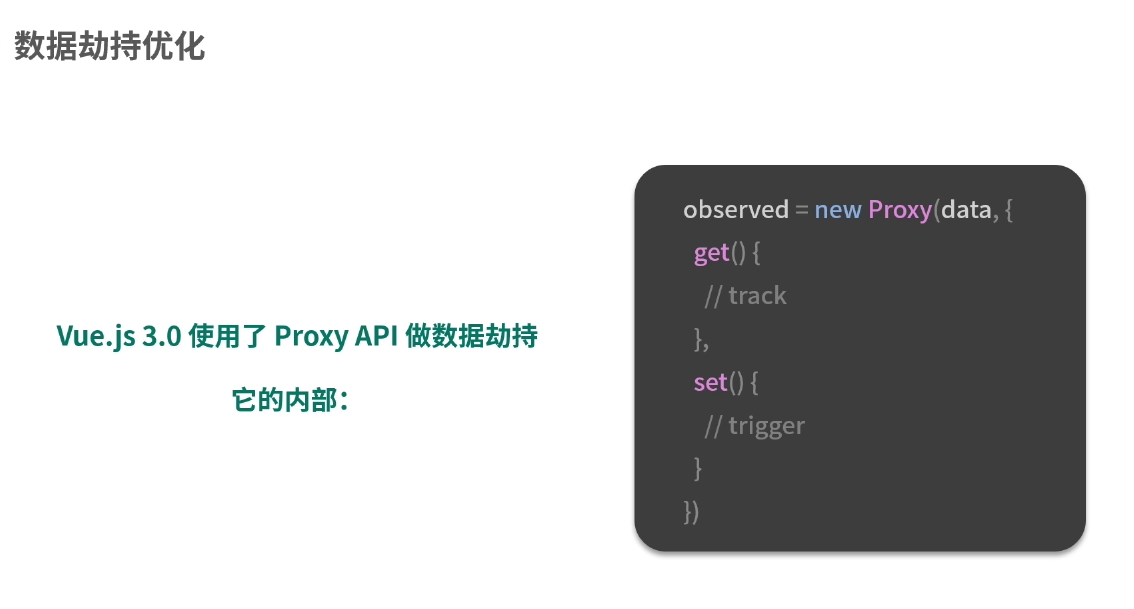 数据劫持优化
Vue.js 3.0 使用了 Proxy API 做数据劫持
它的内部：
observed = new Proxy(data, {
  get() {
    // track
  },
  set() {
    // trigger
  }
})